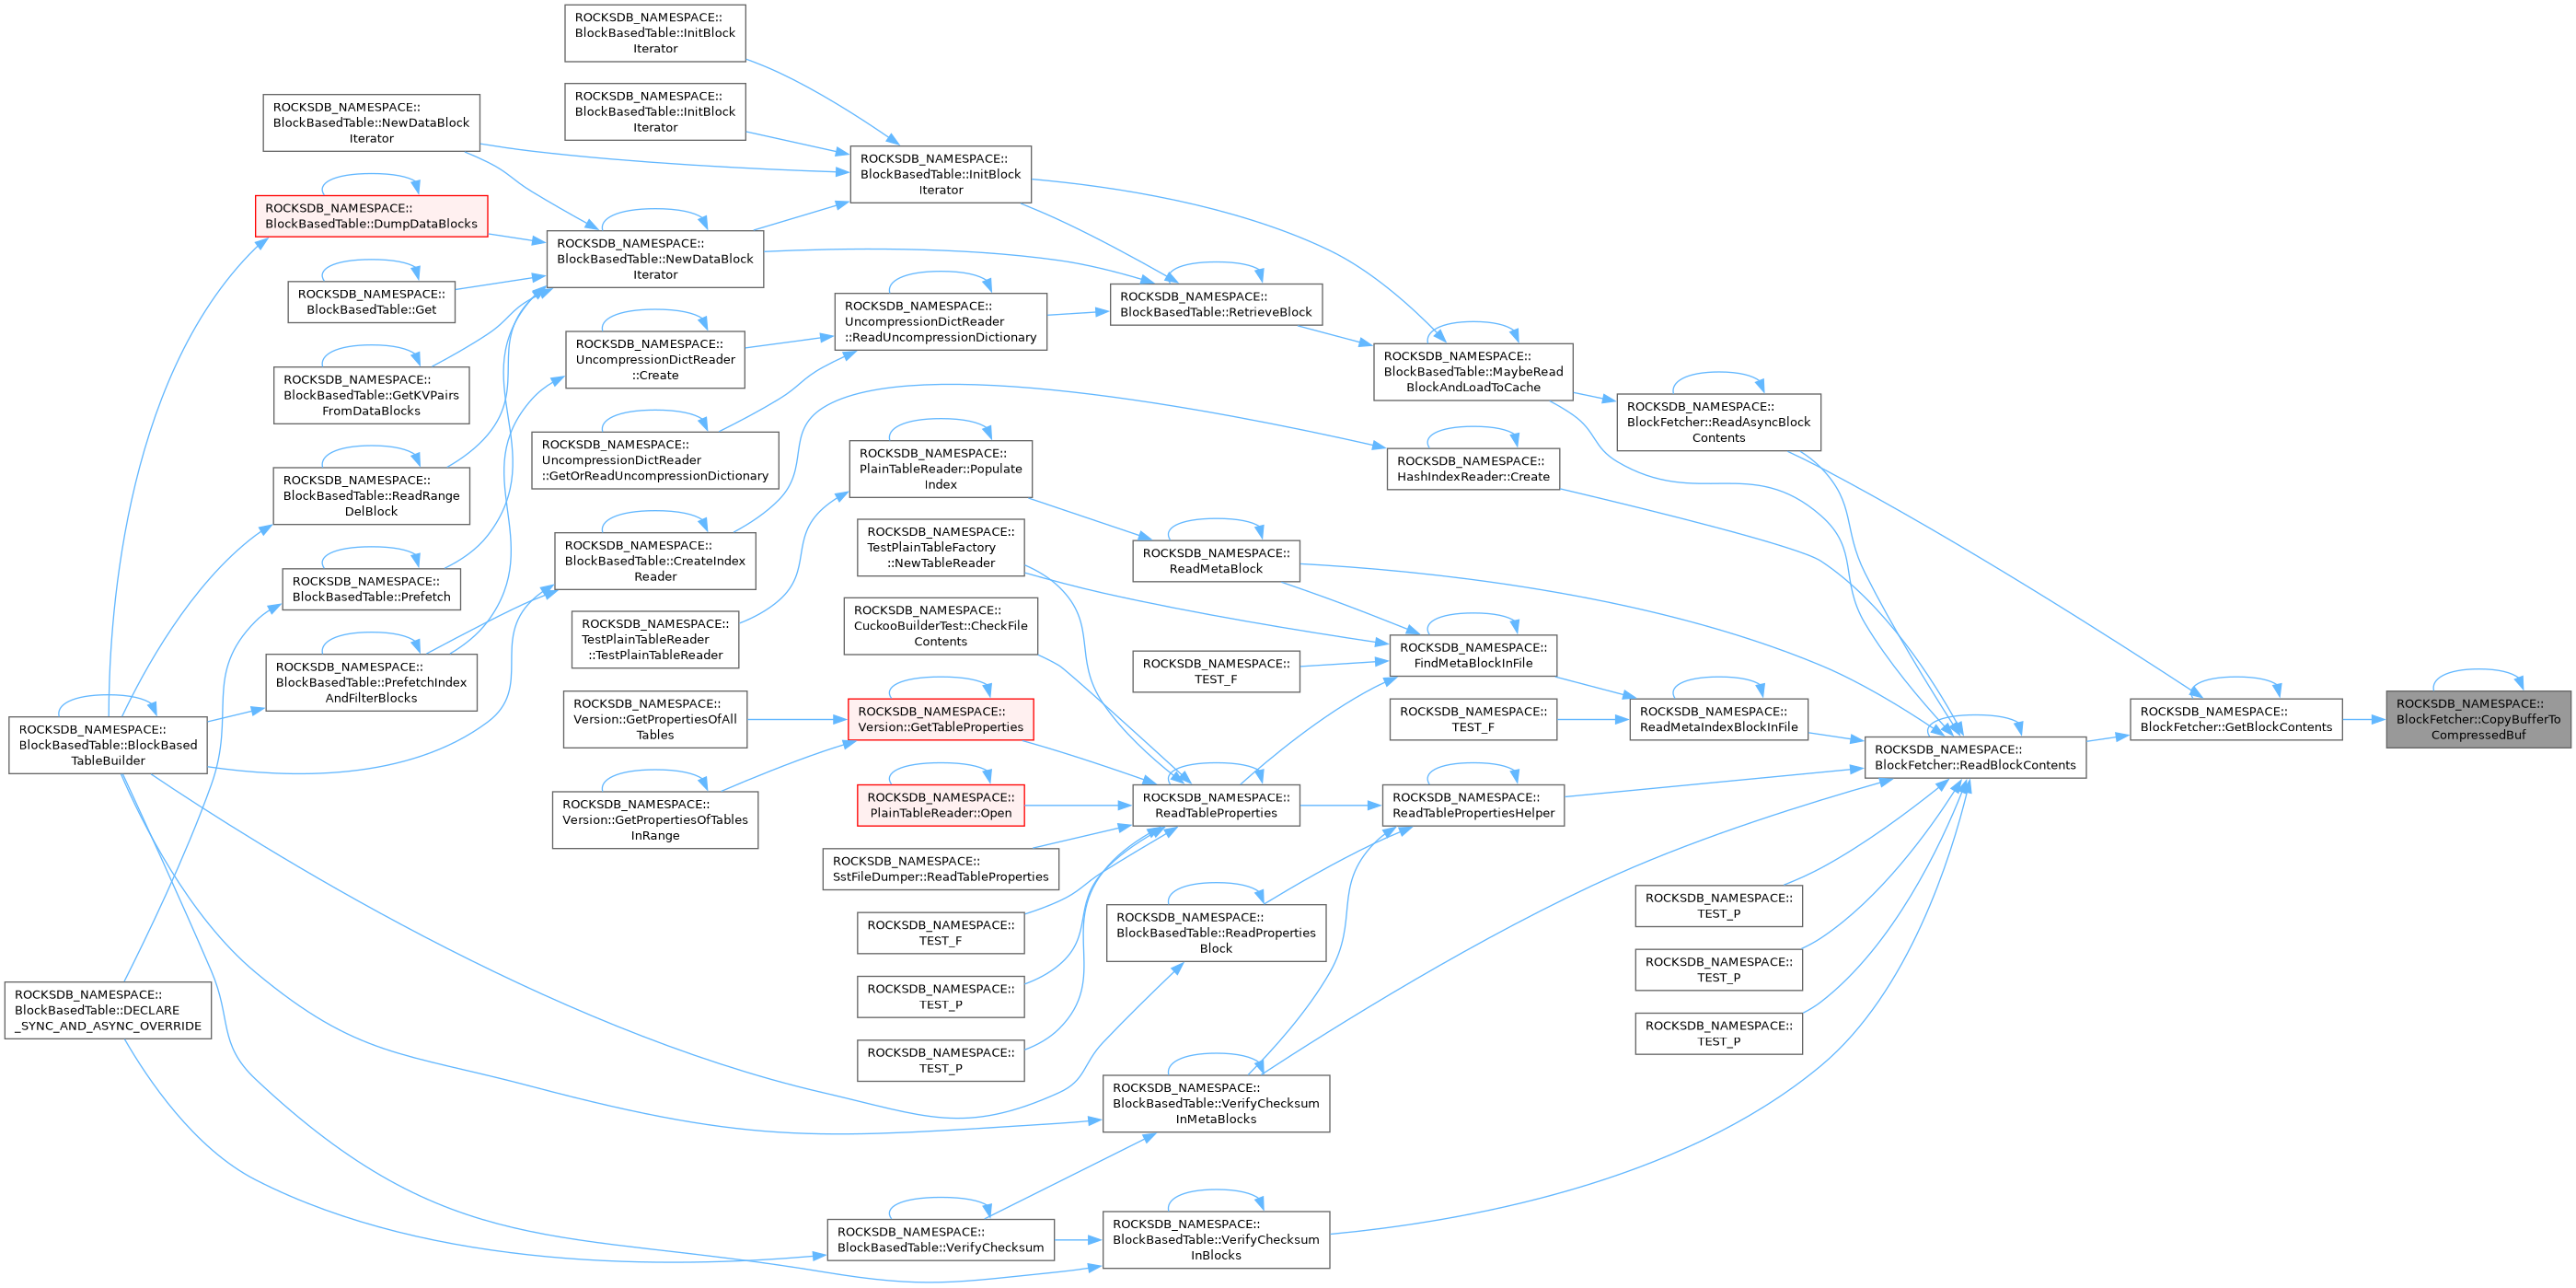 ROCKSDB_NAMESPACE::
BlockBasedTable::InitBlock
Iterator
ROCKSDB_NAMESPACE::
BlockBasedTable::InitBlock
Iterator
ROCKSDB_NAMESPACE::
BlockBasedTable::NewDataBlock
Iterator
ROCKSDB_NAMESPACE::
BlockBasedTable::InitBlock
Iterator
ROCKSDB_NAMESPACE::
BlockBasedTable::DumpDataBlocks
ROCKSDB_NAMESPACE::
BlockBasedTable::NewDataBlock
Iterator
ROCKSDB_NAMESPACE::
BlockBasedTable::Get
ROCKSDB_NAMESPACE::
UncompressionDictReader
::ReadUncompressionDictionary
ROCKSDB_NAMESPACE::
BlockBasedTable::RetrieveBlock
ROCKSDB_NAMESPACE::
UncompressionDictReader
::Create
ROCKSDB_NAMESPACE::
BlockBasedTable::MaybeRead
BlockAndLoadToCache
ROCKSDB_NAMESPACE::
BlockBasedTable::GetKVPairs
FromDataBlocks
ROCKSDB_NAMESPACE::
BlockFetcher::ReadAsyncBlock
Contents
ROCKSDB_NAMESPACE::
UncompressionDictReader
::GetOrReadUncompressionDictionary
ROCKSDB_NAMESPACE::
PlainTableReader::Populate
Index
ROCKSDB_NAMESPACE::
HashIndexReader::Create
ROCKSDB_NAMESPACE::
BlockBasedTable::ReadRange
DelBlock
ROCKSDB_NAMESPACE::
BlockBasedTable::CreateIndex
Reader
ROCKSDB_NAMESPACE::
TestPlainTableFactory
::NewTableReader
ROCKSDB_NAMESPACE::
ReadMetaBlock
ROCKSDB_NAMESPACE::
BlockBasedTable::Prefetch
ROCKSDB_NAMESPACE::
TestPlainTableReader
::TestPlainTableReader
ROCKSDB_NAMESPACE::
CuckooBuilderTest::CheckFile
Contents
ROCKSDB_NAMESPACE::
FindMetaBlockInFile
ROCKSDB_NAMESPACE::
TEST_F
ROCKSDB_NAMESPACE::
BlockBasedTable::PrefetchIndex
AndFilterBlocks
ROCKSDB_NAMESPACE::
Version::GetPropertiesOfAll
Tables
ROCKSDB_NAMESPACE::
Version::GetTableProperties
ROCKSDB_NAMESPACE::
TEST_F
ROCKSDB_NAMESPACE::
ReadMetaIndexBlockInFile
ROCKSDB_NAMESPACE::
BlockFetcher::GetBlockContents
ROCKSDB_NAMESPACE::
BlockFetcher::CopyBufferTo
CompressedBuf
ROCKSDB_NAMESPACE::
BlockBasedTable::BlockBased
TableBuilder
ROCKSDB_NAMESPACE::
BlockFetcher::ReadBlockContents
ROCKSDB_NAMESPACE::
Version::GetPropertiesOfTables
InRange
ROCKSDB_NAMESPACE::
PlainTableReader::Open
ROCKSDB_NAMESPACE::
ReadTableProperties
ROCKSDB_NAMESPACE::
ReadTablePropertiesHelper
ROCKSDB_NAMESPACE::
SstFileDumper::ReadTableProperties
ROCKSDB_NAMESPACE::
TEST_F
ROCKSDB_NAMESPACE::
BlockBasedTable::ReadProperties
Block
ROCKSDB_NAMESPACE::
TEST_P
ROCKSDB_NAMESPACE::
TEST_P
ROCKSDB_NAMESPACE::
TEST_P
ROCKSDB_NAMESPACE::
BlockBasedTable::DECLARE
_SYNC_AND_ASYNC_OVERRIDE
ROCKSDB_NAMESPACE::
TEST_P
ROCKSDB_NAMESPACE::
TEST_P
ROCKSDB_NAMESPACE::
BlockBasedTable::VerifyChecksum
InMetaBlocks
ROCKSDB_NAMESPACE::
BlockBasedTable::VerifyChecksum
ROCKSDB_NAMESPACE::
BlockBasedTable::VerifyChecksum
InBlocks